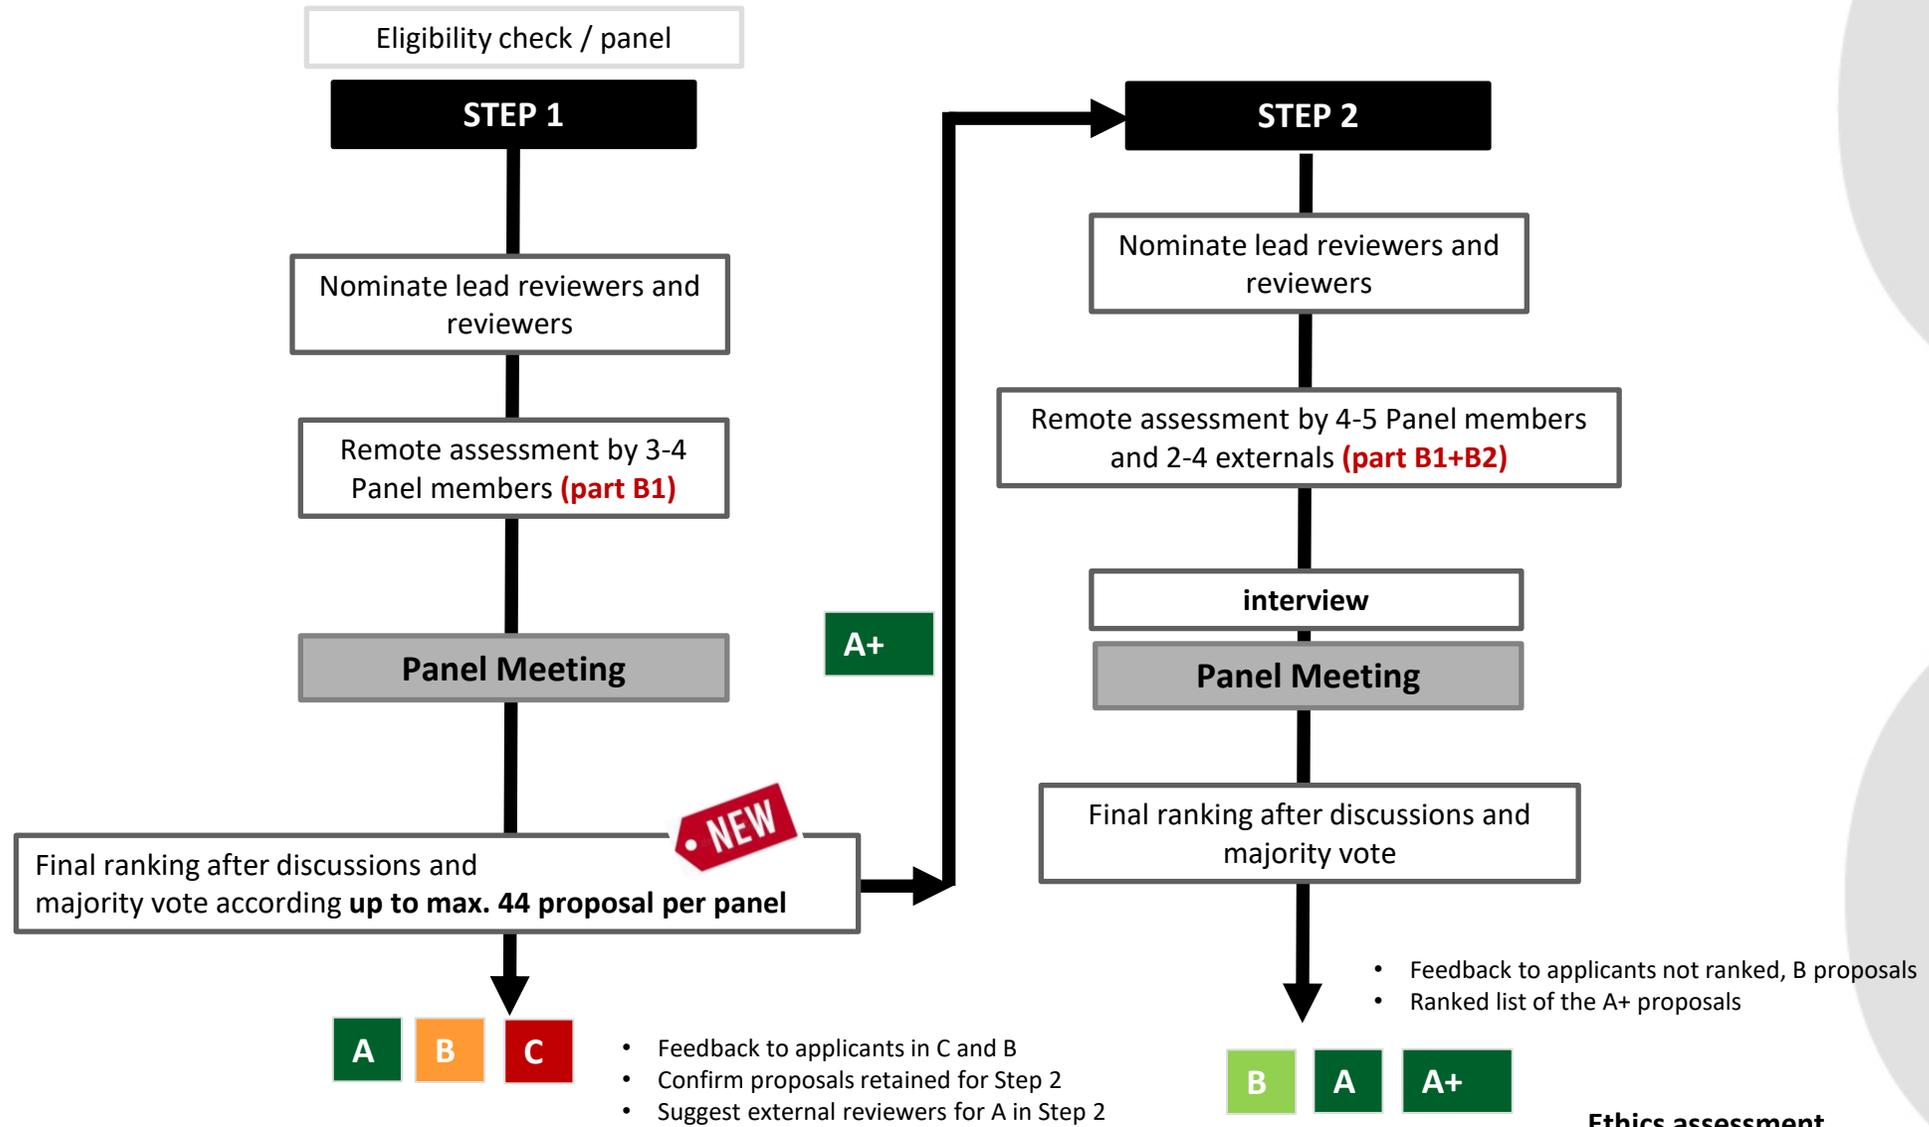 Eligibility check / panel
STEP 1
Nominate lead reviewers and
reviewers
Remote assessment by 3-4
Panel members (part B1)
Panel Meeting
NEW
Final ranking after discussions and
majority vote according up to max. 44 proposal per panel
A B C
• Feedback to applicants in C and B
• Confirm proposals retained for Step 2
• Suggest external reviewers for A in Step 2
A+
STEP 2
Nominate lead reviewers and
reviewers
Remote assessment by 4-5 Panel members
and 2-4 externals (part B1+B2)
interview
Panel Meeting
Final ranking after discussions and
majority vote
• Feedback to applicants not ranked, B proposals
• Ranked list of the A+ proposals
B A A+
Ethics assessment